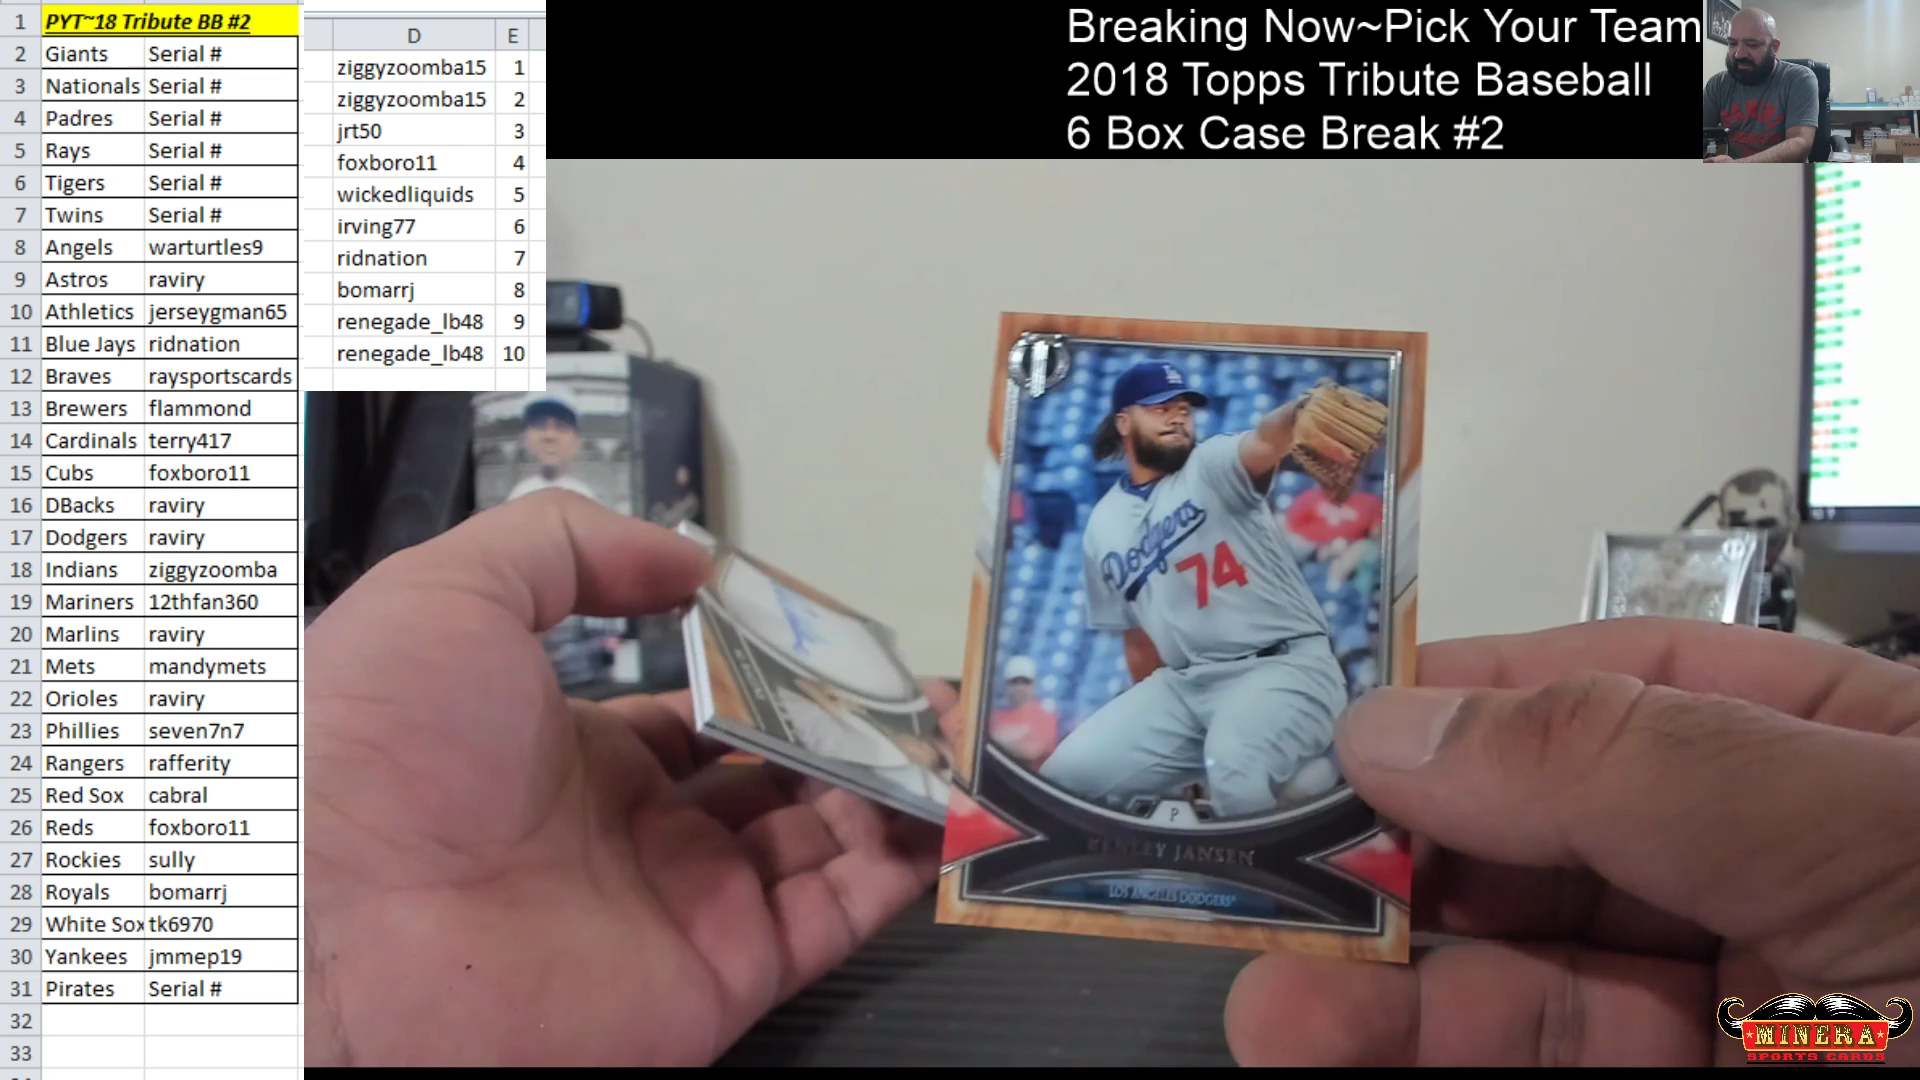 1 PYT~18 Tribute BB #2
2 Giants Serial #
3 Nationals Serial #
4 Padres Serial #
5 Rays Serial #
6 Tigers Serial #
7 Twins Serial #
8 Angels warturtles9
9 Astros raviry
10 Athletics jerseygman65
11 Blue Jays ridnation
12 Braves raysportscards
13 Brewers flammond
14 Cardinals terry417
15 Cubs foxboro11
16 DBacks raviry
17 Dodgers raviry
18 Indians ziggyzoomba
19 Mariners 12thfan360
20 Marlins raviry
21 Mets mandymets
22 Orioles raviry
23 Phillies seven7n7
24 Rangers rafferity
25 Red Sox cabral
26 Reds foxboro11
27 Rockies sully
28 Royals bomarrj
29 White Sox tk6970
30 Yankees jmmep19
31 Pirates Serial #
32
33
D E
ziggyzoomba15 1
ziggyzoomba15 2
jrt50 3
foxboro11 4
wickedliquids 5
irving77 6
ridnation 7
bomarrj 8
renegade_lb48 9
renegade_lb48 10
Breaking Now~Pick Your Team
2018 Topps Tribute Baseball
6 Box Case Break #2
LA
Dodgers
74
P
KENLEY JANSEN
LOS ANGELES DODGERS
MINERA
SPORTS CARDS